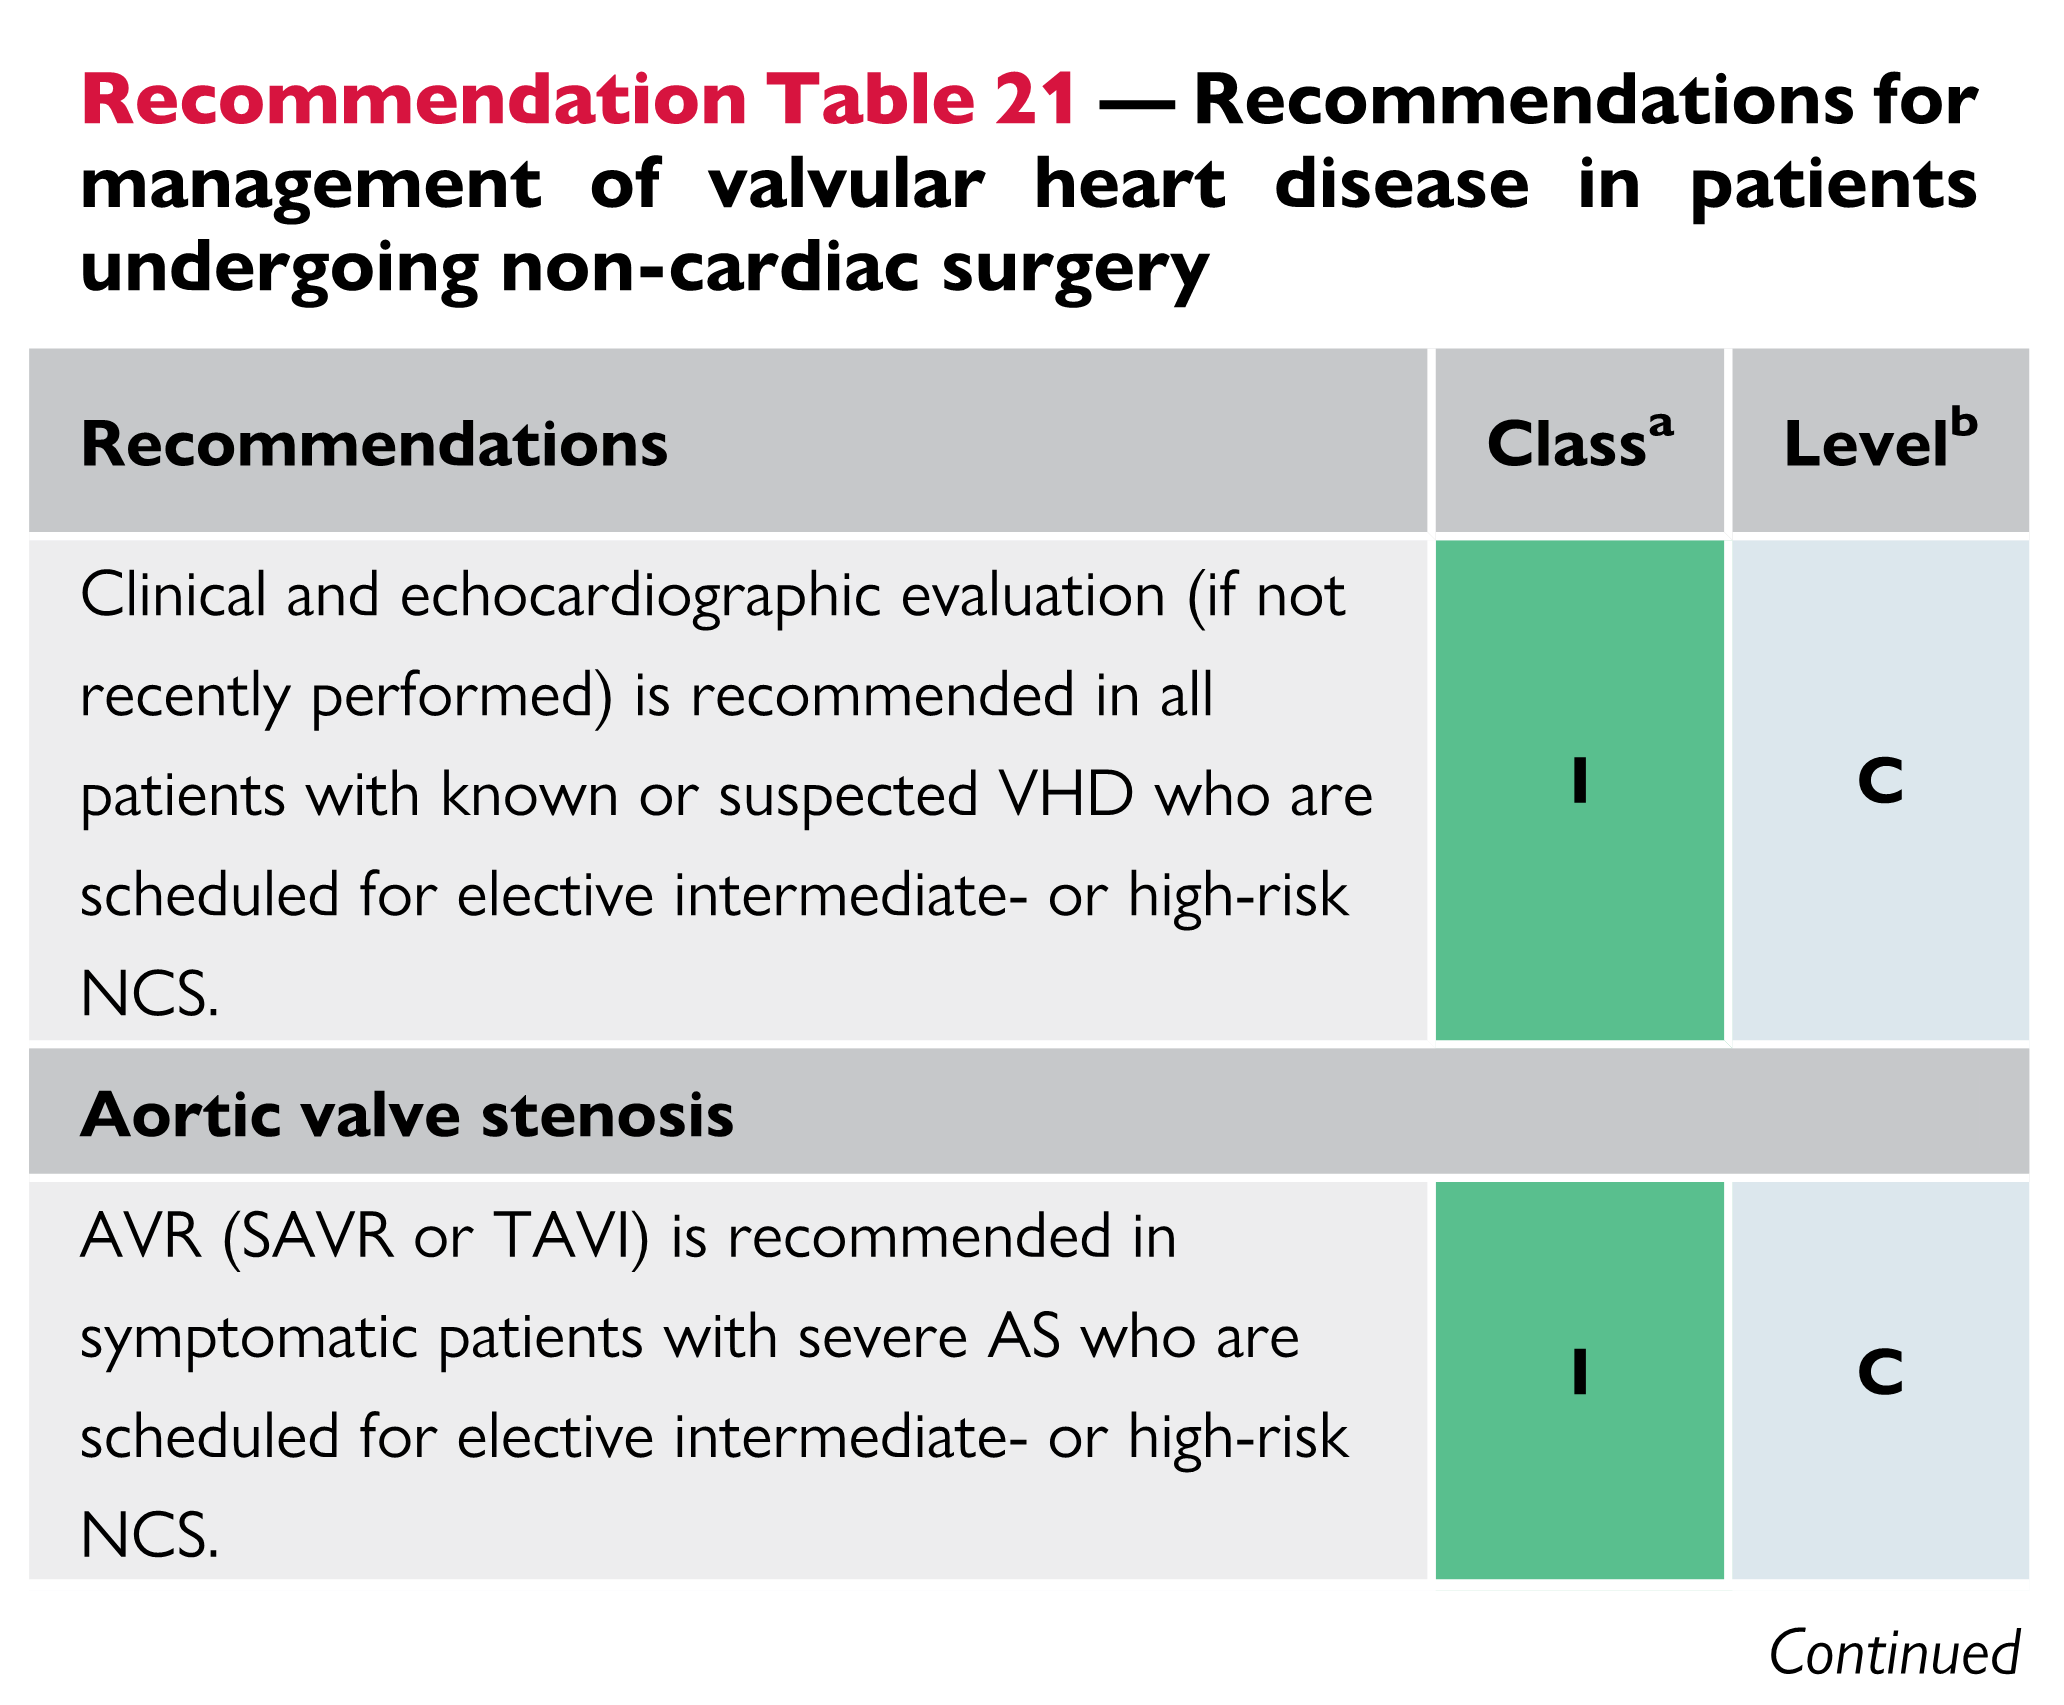 Recommendation Table 21 — Recommendations for
management of valvular heart disease in patients
undergoing non-cardiac surgery
Recommendations Classᵃ Levelᵇ
Clinical and echocardiographic evaluation (if not
recently performed) is recommended in all
patients with known or suspected VHD who are
scheduled for elective intermediate- or high-risk
NCS.
I C
Aortic valve stenosis
AVR (SAVR or TAVI) is recommended in
symptomatic patients with severe AS who are
scheduled for elective intermediate- or high-risk
NCS.
I C
Continued